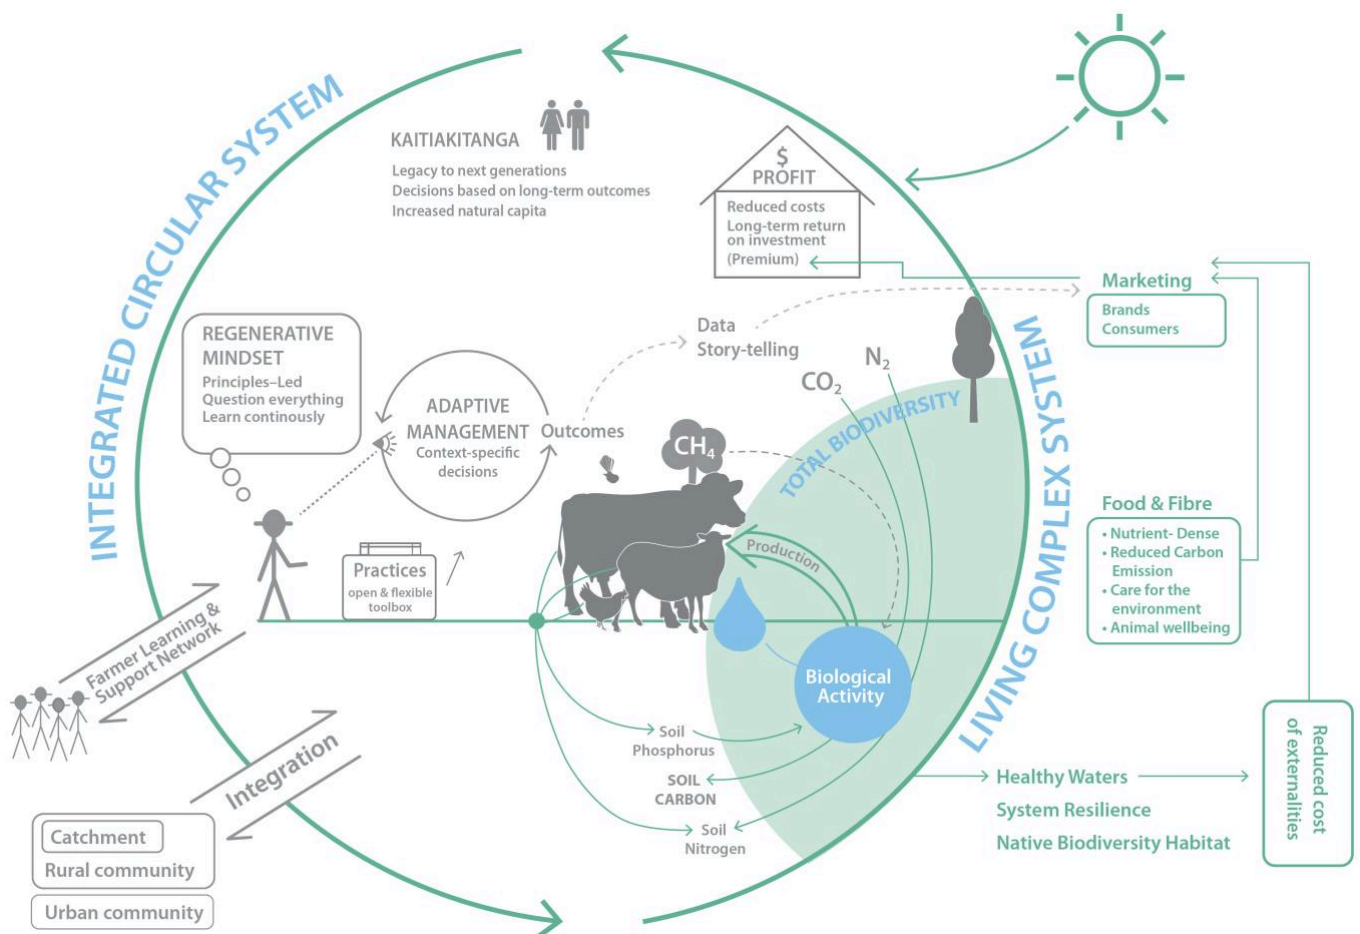 INTEGRATED CIRCULAR SYSTEM
KAITIAKITANGA
Legacy to next generations
Decisions based on long-term outcomes
Increased natural capita
$
PROFIT
Reduced costs
Long-term return
on investment
(Premium)
Marketing
Brands
Consumers
REGENERATIVE
MINDSET
Principles–Led
Question everything
Learn continously
ADAPTIVE
MANAGEMENT
Context-specific
decisions
Outcomes
Data
Story-telling
CO₂
N₂
CH₄
TOTAL BIODIVERSITY
LIVING COMPLEX SYSTEM
Food & Fibre
• Nutrient- Dense
• Reduced Carbon
Emission
• Care for the
environment
• Animal wellbeing
Production
Practices
open & flexible
toolbox
Farmer Learning &
Support Network
Biological
Activity
Soil
Phosphorus
SOIL
CARBON
Soil
Nitrogen
Integration
Catchment
Rural community
Urban community
Healthy Waters
System Resilience
Native Biodiversity Habitat
Reduced cost
of externalities